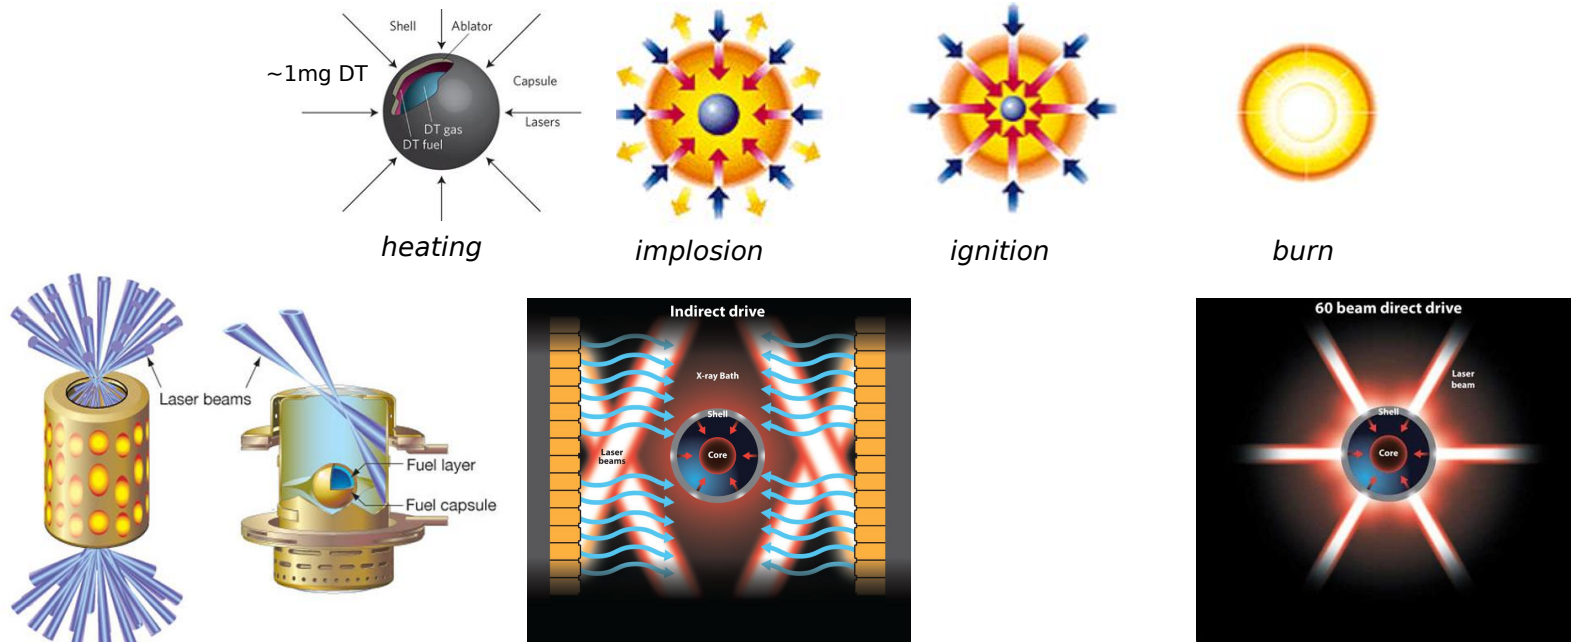 Shell
Ablator
~1mg DT
Capsule
Lasers
DT gas
DT fuel
heating
implosion
ignition
burn
Laser beams
Fuel layer
Fuel capsule
Indirect drive
X-ray Bath
Shell
Core
Laser
beams
60 beam direct drive
Laser
beam
Shell
Core